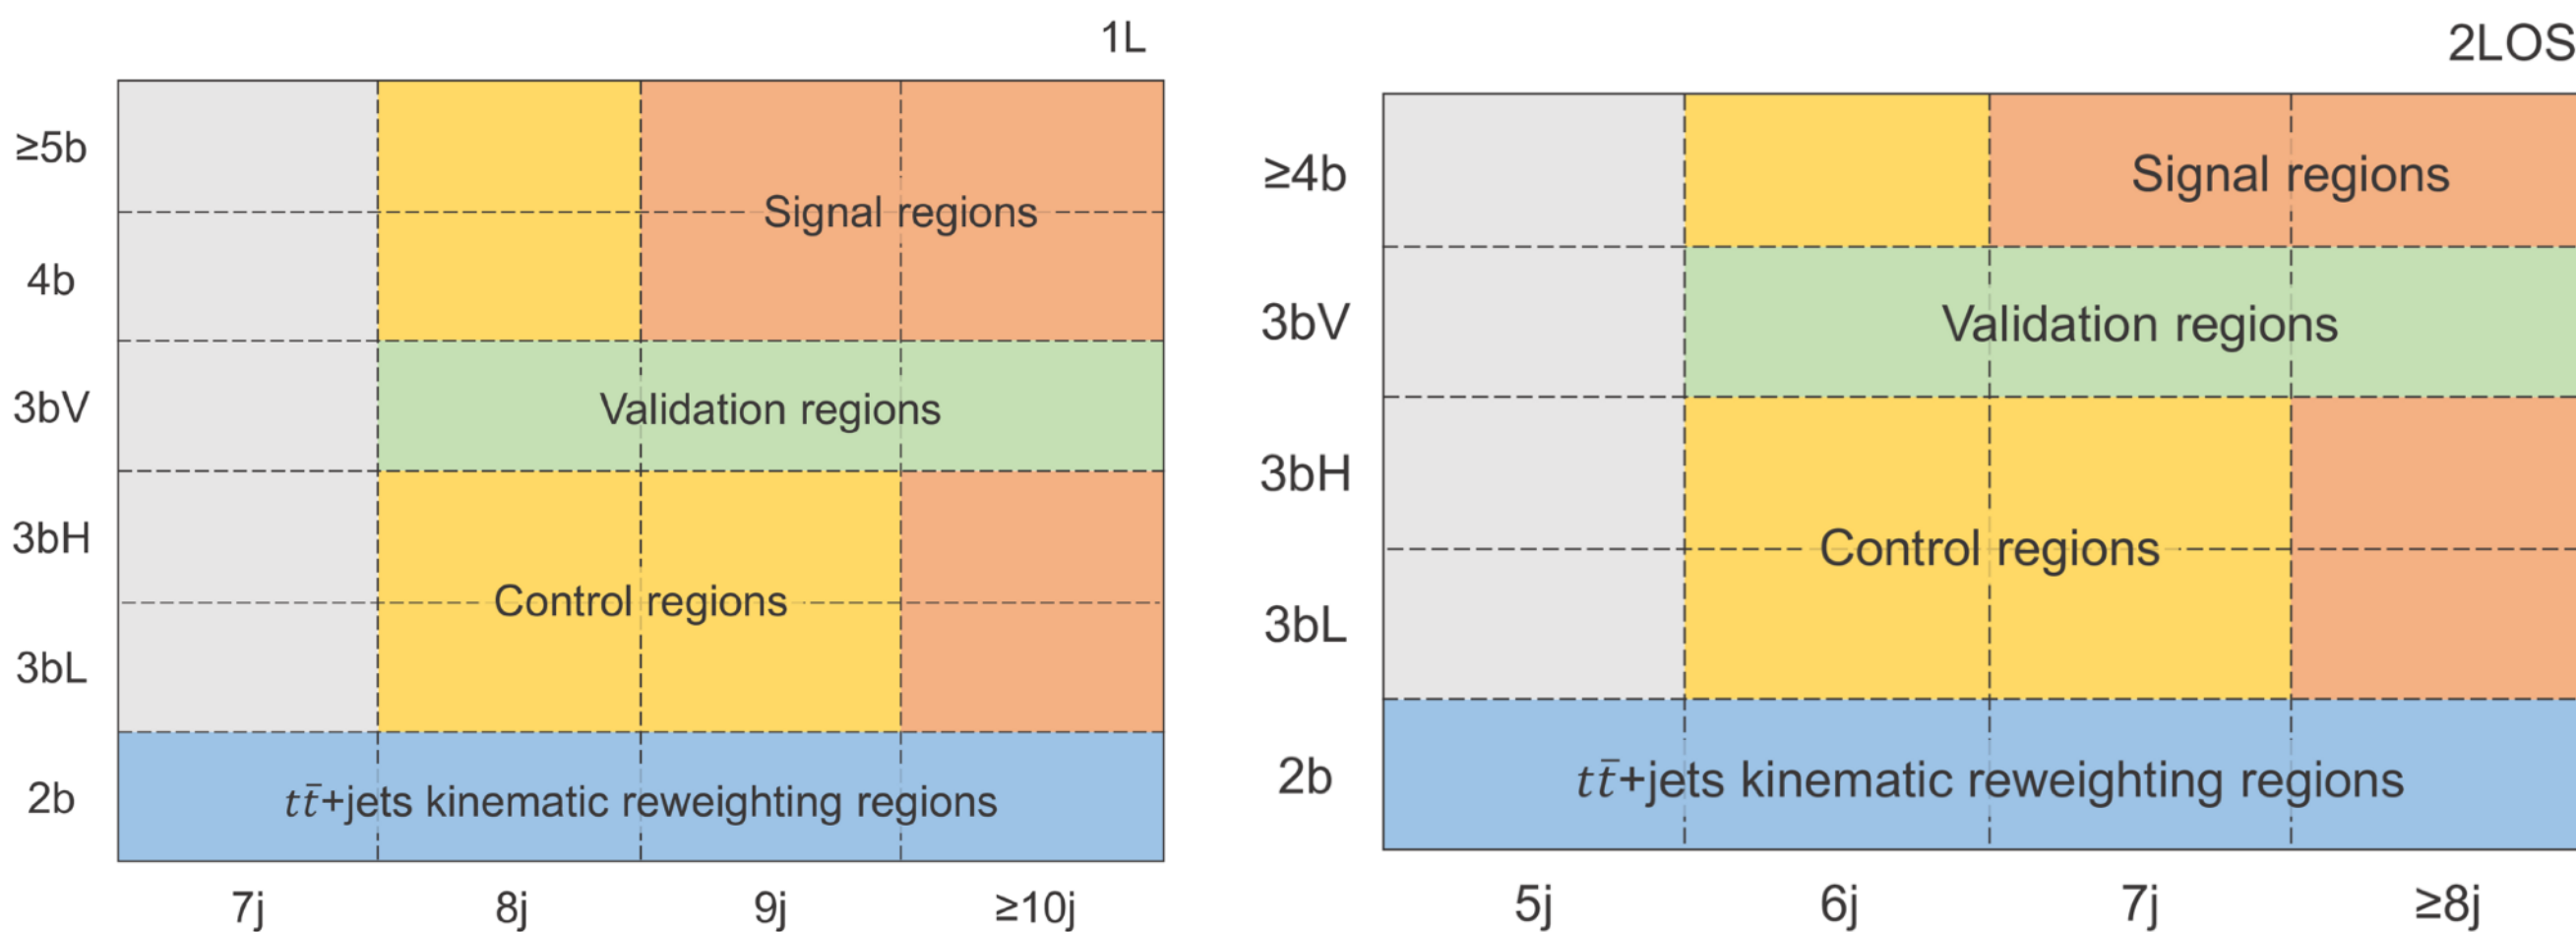 1L
≥5b
4b
3bV
3bH
3bL
2b
Signal regions
Validation regions
Control regions
tt̄+jets kinematic reweighting regions
7j 8j 9j ≥10j
2LOS
≥4b
3bV
3bH
3bL
2b
Signal regions
Validation regions
Control regions
tt̄+jets kinematic reweighting regions
5j 6j 7j ≥8j